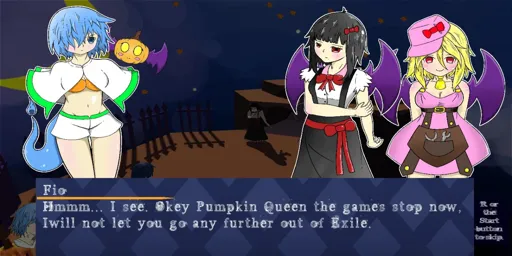 Fio
Hmmm... I see. Okey Pumpkin Queen the games stop now,
Iwill not let you go any further out of Exile.
R or
the
Start
button
to skip.